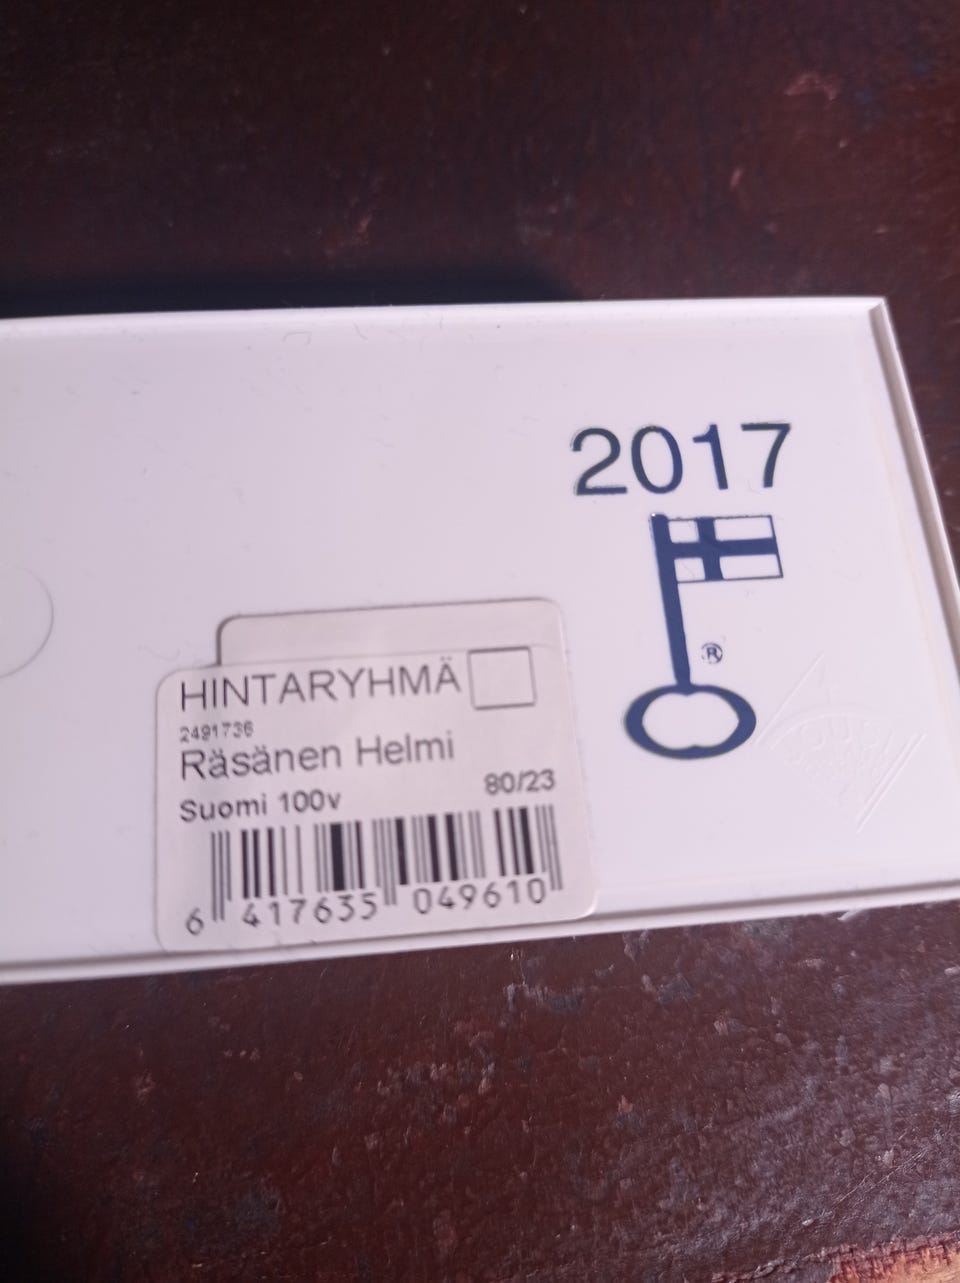 2017
®
HINTARYHMÄ
2491736
Räsänen Helmi
Suomi 100v 80/23
6 417635 049610